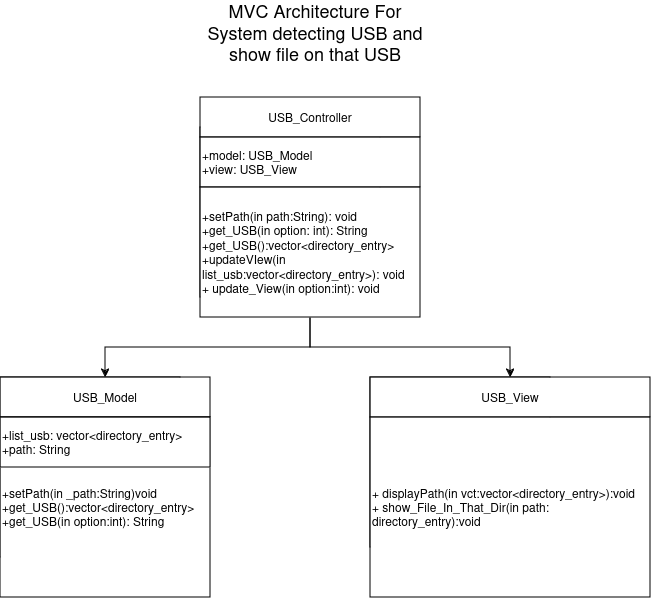 MVC Architecture For
System detecting USB and
show file on that USB
USB_Controller
+model: USB_Model
+view: USB_View
+setPath(in path:String): void
+get_USB(in option: int): String
+get_USB():vector<directory_entry>
+updateVIew(in
list_usb:vector<directory_entry>): void
+ update_View(in option:int): void
USB_Model
+list_usb: vector<directory_entry>
+path: String
+setPath(in _path:String)void
+get_USB():vector<directory_entry>
+get_USB(in option:int): String
USB_View
+ displayPath(in vct:vector<directory_entry>):void
+ show_File_In_That_Dir(in path:
directory_entry):void